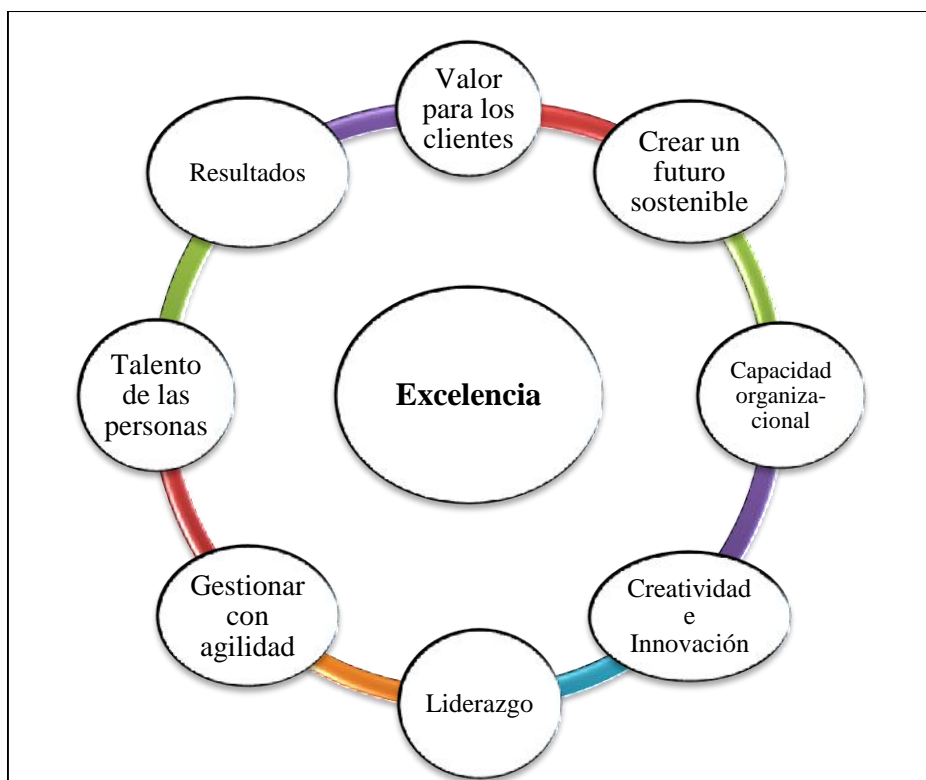 Valor
para los
clientes
Crear un
futuro
sostenible
Resultados
Talento
de las
personas
Excelencia
Capacidad
organiza-
cional
Gestionar
con
agilidad
Creatividad
e
Innovación
Liderazgo